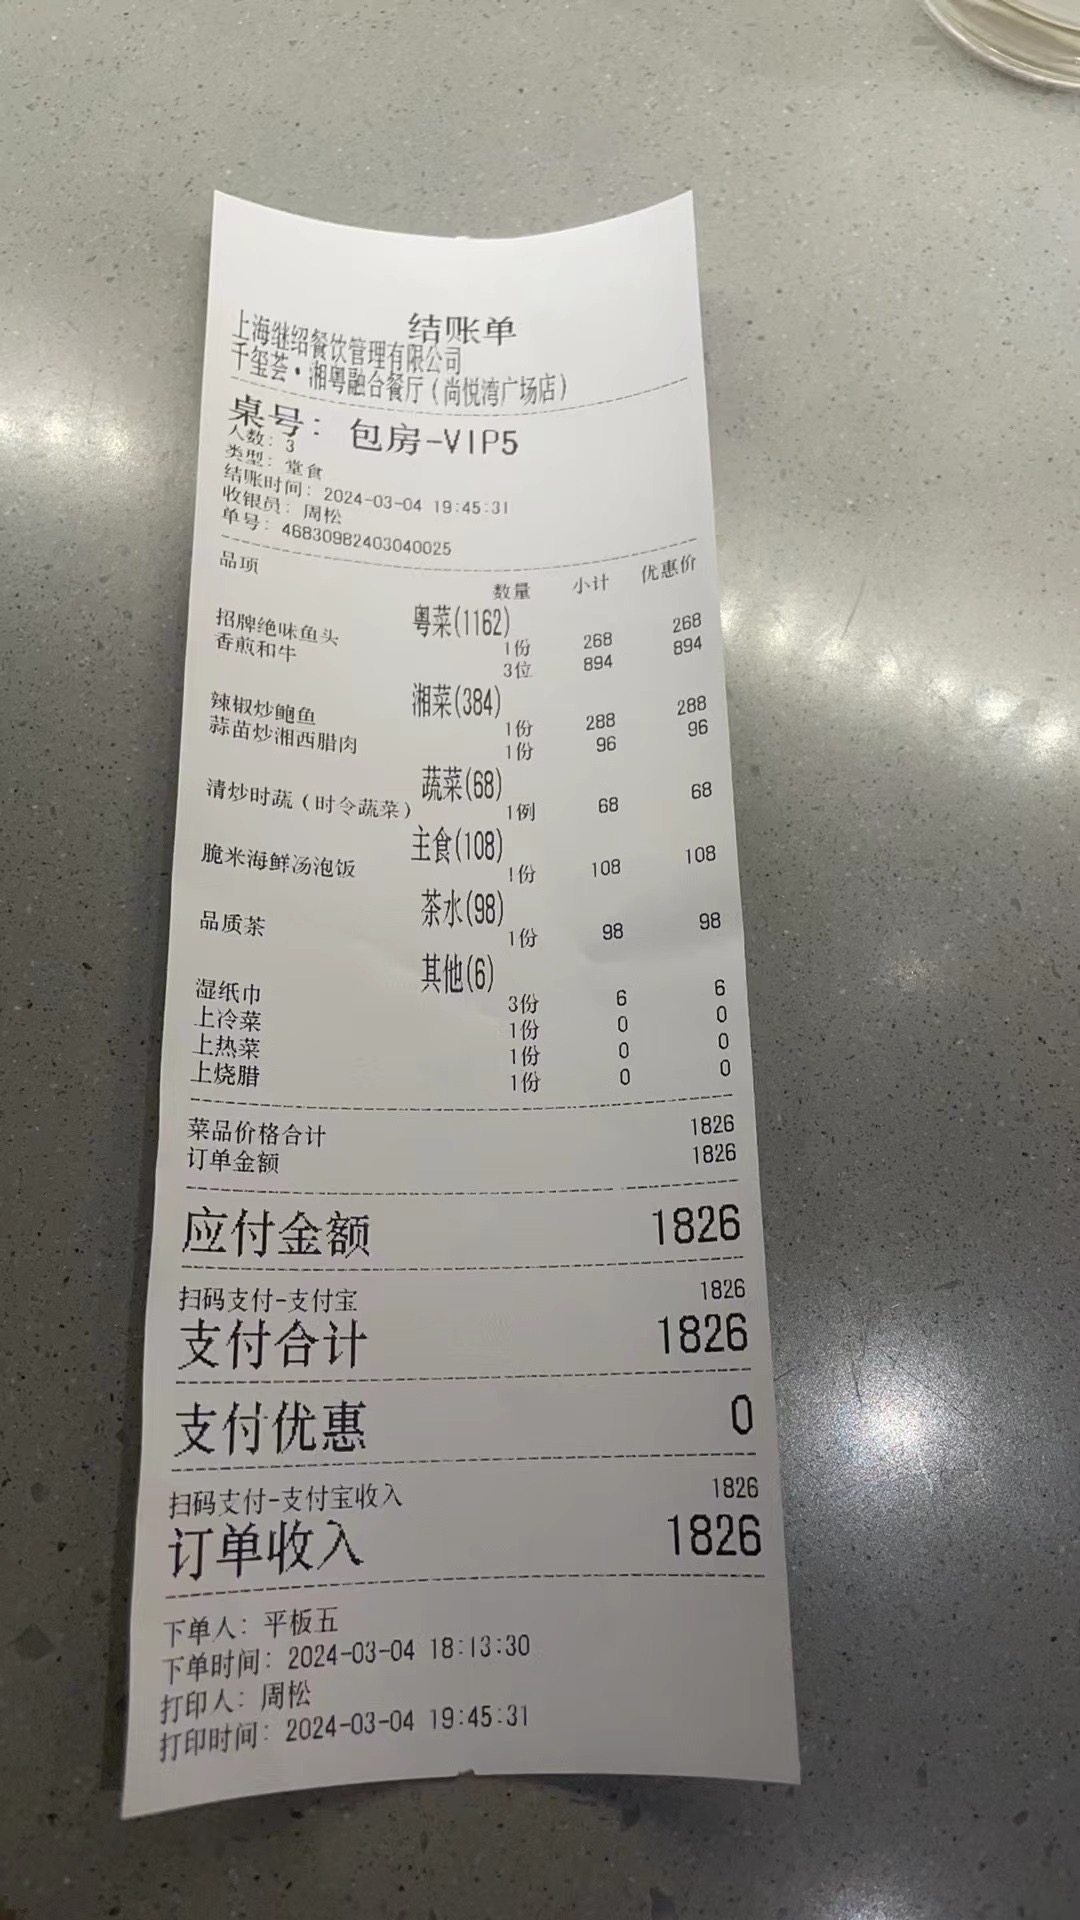 结账单
上海继绍餐饮管理有限公司
千玺荟·湘粤融合餐厅(尚悦湾广场店)
桌号: 包房-VIP5
人数: 3
类型: 堂食
结账时间: 2024-03-04 19:45:31
收银员: 周松
单号: 46830982403040025
品项 数量 小计 优惠价
粤菜(1162)
招牌绝味鱼头 1份 268 268
香煎和牛 3位 894 894
湘菜(384)
辣椒炒鲍鱼 1份 288 288
蒜苗炒湘西腊肉 1份 96 96
蔬菜(68)
清炒时蔬(时令蔬菜) 1例 68 68
主食(108)
脆米海鲜汤泡饭 1份 108 108
茶水(98)
品质茶 1份 98 98
其他(6)
湿纸巾 3份 6 6
上冷菜 1份 0 0
上热菜 1份 0 0
上烧腊 1份 0 0
菜品价格合计 1826
订单金额 1826
应付金额 1826
扫码支付-支付宝 1826
支付合计 1826
支付优惠 0
扫码支付-支付宝收入 1826
订单收入 1826
下单人: 平板五
下单时间: 2024-03-04 18:13:30
打印人: 周松
打印时间: 2024-03-04 19:45:31